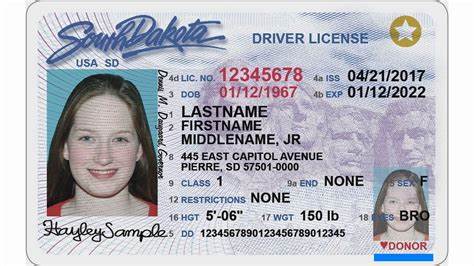 South Dakota
DRIVER LICENSE
USA SD
4d LIC. NO. 12345678 4a ISS 04/21/2017
3 DOB 01/12/1967 4b EXP 01/12/2022
1 LASTNAME
2 FIRSTNAME
MIDDLENAME, JR
8 445 EAST CAPITOL AVENUE
PIERRE, SD 57501-0000
9 CLASS 1 9a END NONE 15 SEX F
12 RESTRICTIONS NONE
16 HGT 5'-06" 17 WGT 150 lb 18 EYES BRO
5 DD 12345678901234567890123456789
Dennis M. Daugaard Governor
Hayley Sample
DONOR